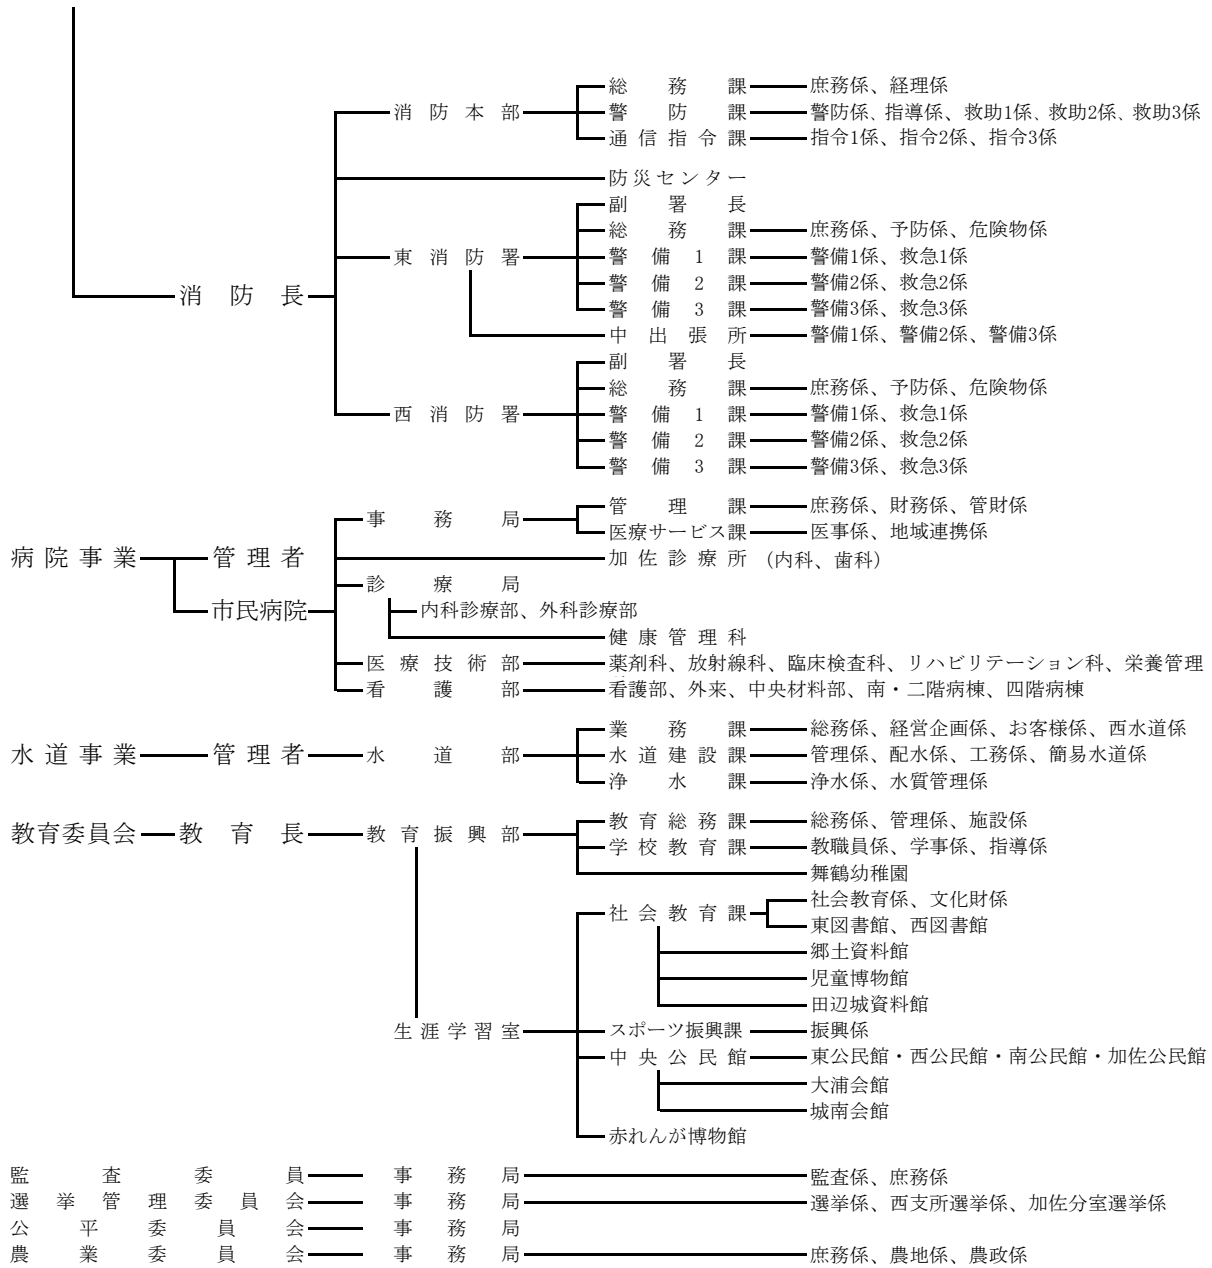 総務課 庶務係、経理係
消防本部 警防課 警防係、指導係、救助1係、救助2係、救助3係
通信指令課 指令1係、指令2係、指令3係
防災センター
副署長
総務課 庶務係、予防係、危険物係
東消防署 警備1課 警備1係、救急1係
警備2課 警備2係、救急2係
消防長 警備3課 警備3係、救急3係
中出張所 警備1係、警備2係、警備3係
副署長
総務課 庶務係、予防係、危険物係
西消防署 警備1課 警備1係、救急1係
警備2課 警備2係、救急2係
警備3課 警備3係、救急3係
管理課 庶務係、財務係、管財係
事務局
医療サービス課 医事係、地域連携係
病院事業 管理者 加佐診療所 (内科、歯科)
診療局
市民病院 内科診療部、外科診療部
健康管理科
医療技術部 薬剤科、放射線科、臨床検査科、リハビリテーション科、栄養管理
看護部 看護部、外来、中央材料部、南・二階病棟、四階病棟
業務課 総務係、経営企画係、お客様係、西水道係
水道事業 管理者 水道部 水道建設課 管理係、配水係、工務係、簡易水道係
浄水課 浄水係、水質管理係
教育総務課 総務係、管理係、施設係
教育委員会 教育長 教育振興部
学校教育課 教職員係、学事係、指導係
舞鶴幼稚園
社会教育係、文化財係
社会教育課
東図書館、西図書館
郷土資料館
児童博物館
田辺城資料館
生涯学習室 スポーツ振興課 振興係
中央公民館 東公民館・西公民館・南公民館・加佐公民館
大浦会館
城南会館
赤れんが博物館
監査委員 事務局 監査係、庶務係
選挙管理委員会 事務局 選挙係、西支所選挙係、加佐分室選挙係
公平委員会 事務局
農業委員会 事務局 庶務係、農地係、農政係